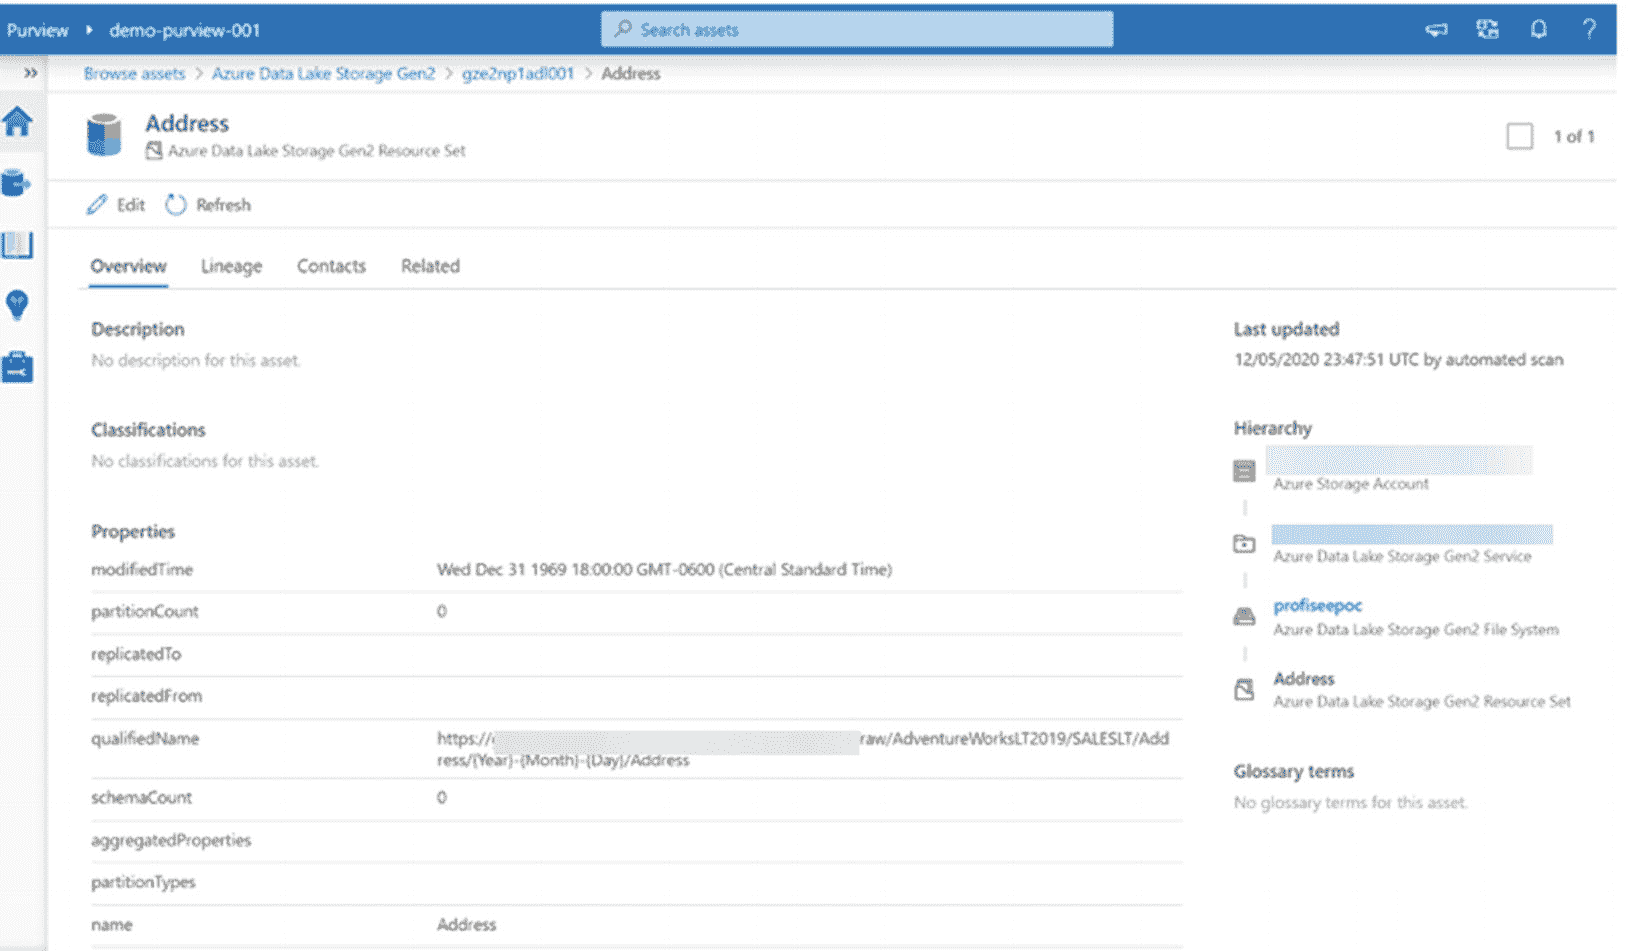 Purview ▸ demo-purview-001
Search assets
?
Browse assets > Azure Data Lake Storage Gen2 > gze2np1adl001 > Address
Address
Azure Data Lake Storage Gen2 Resource Set
1 of 1
Edit Refresh
Overview Lineage Contacts Related
Description
No description for this asset.
Classifications
No classifications for this asset.
Properties
modifiedTime Wed Dec 31 1969 18:00:00 GMT-0600 (Central Standard Time)
partitionCount 0
replicatedTo
replicatedFrom
qualifiedName https:// raw/AdventureWorksLT2019/SALESLT/Add
ress/{Year}-{Month}-{Day}/Address
schemaCount 0
aggregatedProperties
partitionTypes
name Address
Last updated
12/05/2020 23:47:51 UTC by automated scan
Hierarchy
Azure Storage Account
Azure Data Lake Storage Gen2 Service
profiseepoc
Azure Data Lake Storage Gen2 File System
Address
Azure Data Lake Storage Gen2 Resource Set
Glossary terms
No glossary terms for this asset.